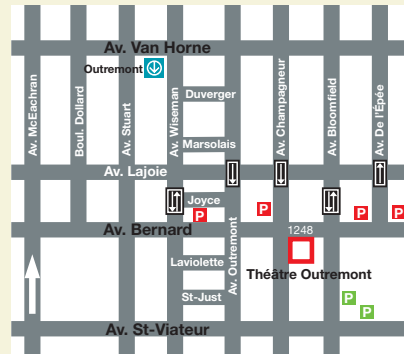 Av. Van Horne
Outremont
Av. McEachran
Boul. Dollard
Av. Stuart
Av. Wiseman
Duverger
Marsolais
Av. Champagneur
Av. Bloomfield
Av. De l'Épée
Av. Lajoie
Joyce
P
P
P
P
Av. Bernard
1248
Av. Outremont
Laviolette
Théâtre Outremont
St-Just
P
P
Av. St-Viateur